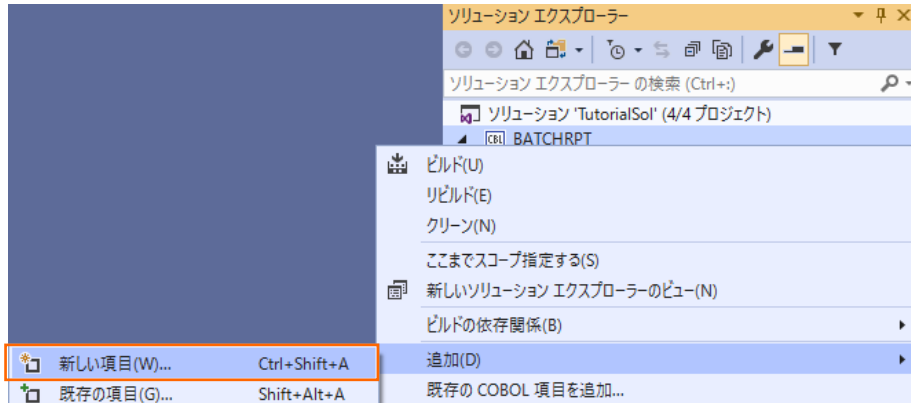 ソリューション エクスプローラー
ソリューション エクスプローラー の検索 (Ctrl+:)
ソリューション 'TutorialSol' (4/4 プロジェクト)
CBL BATCHRPT
ビルド(U)
リビルド(E)
クリーン(N)
ここまでスコープ指定する(S)
新しいソリューション エクスプローラーのビュー(N)
ビルドの依存関係(B)
追加(D)
既存の COBOL 項目を追加...
新しい項目(W)... Ctrl+Shift+A
既存の項目(G)... Shift+Alt+A